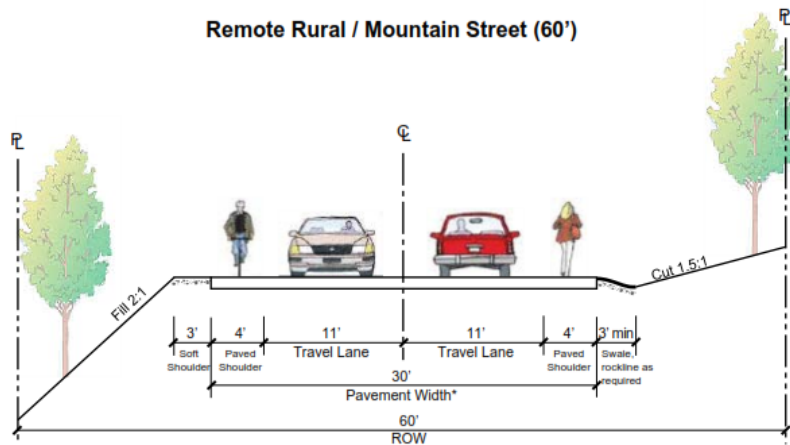 Remote Rural / Mountain Street (60’)
PL
PL
CL
Fill 2:1
Cut 1.5:1
3’
4’
11’
11’
4’
3’ min
Soft
Shoulder
Paved
Shoulder
Travel Lane
Travel Lane
Paved
Shoulder
Swale,
rockline as
required
30’
Pavement Width*
60’
ROW